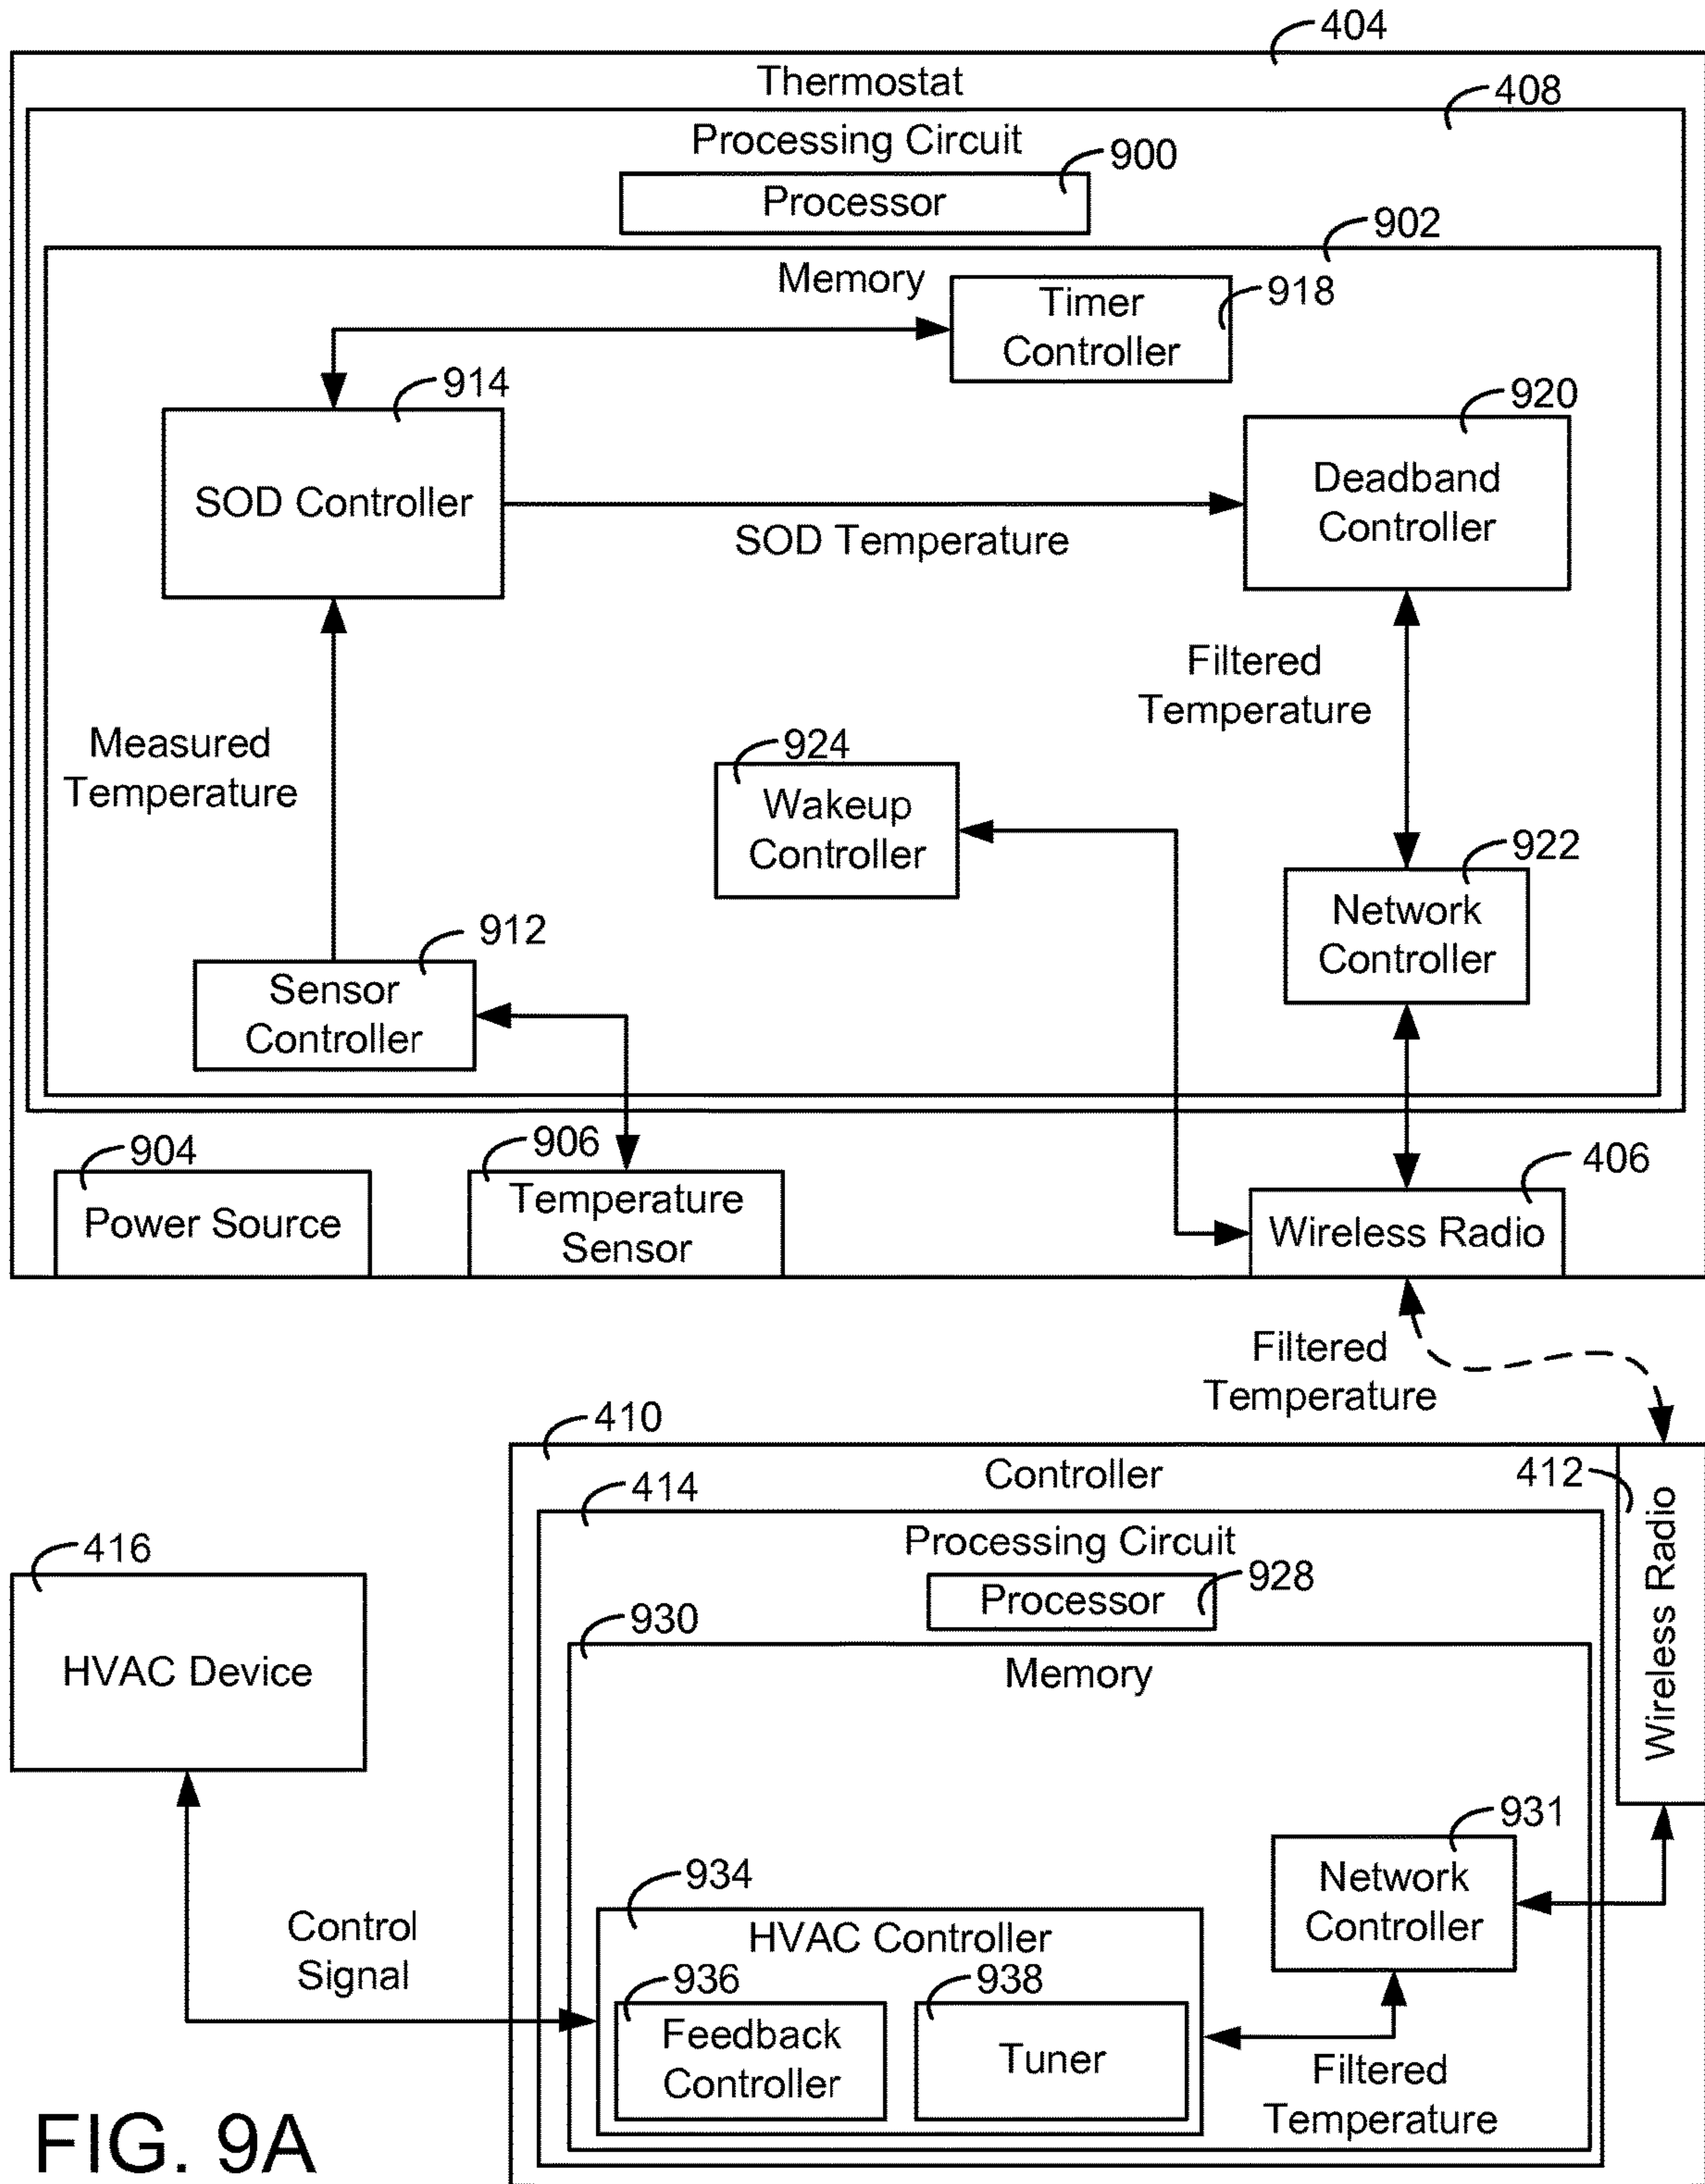 404
Thermostat
408
Processing Circuit
900
Processor
902
Memory
Timer
Controller
918
914
SOD Controller
920
Deadband
Controller
SOD Temperature
Filtered
Temperature
Measured
Temperature
924
Wakeup
Controller
922
Network
Controller
912
Sensor
Controller
904
Power Source
906
Temperature
Sensor
406
Wireless Radio
Filtered
Temperature
410
Controller
412
Wireless Radio
414
Processing Circuit
928
Processor
416
HVAC Device
930
Memory
931
Network
Controller
934
HVAC Controller
Control
Signal
936
Feedback
Controller
938
Tuner
Filtered
Temperature
FIG. 9A